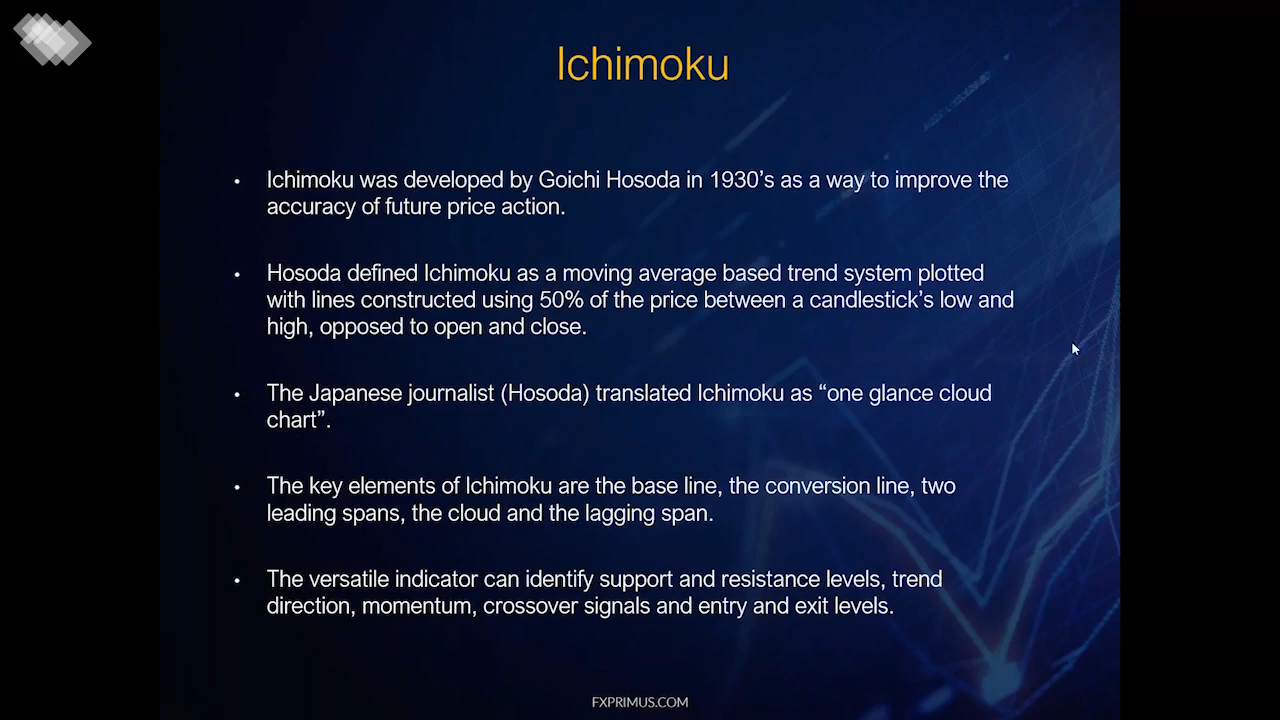 Ichimoku
• Ichimoku was developed by Goichi Hosoda in 1930’s as a way to improve the
accuracy of future price action.
• Hosoda defined Ichimoku as a moving average based trend system plotted
with lines constructed using 50% of the price between a candlestick’s low and
high, opposed to open and close.
• The Japanese journalist (Hosoda) translated Ichimoku as “one glance cloud
chart”.
• The key elements of Ichimoku are the base line, the conversion line, two
leading spans, the cloud and the lagging span.
• The versatile indicator can identify support and resistance levels, trend
direction, momentum, crossover signals and entry and exit levels.
FXPRIMUS.COM